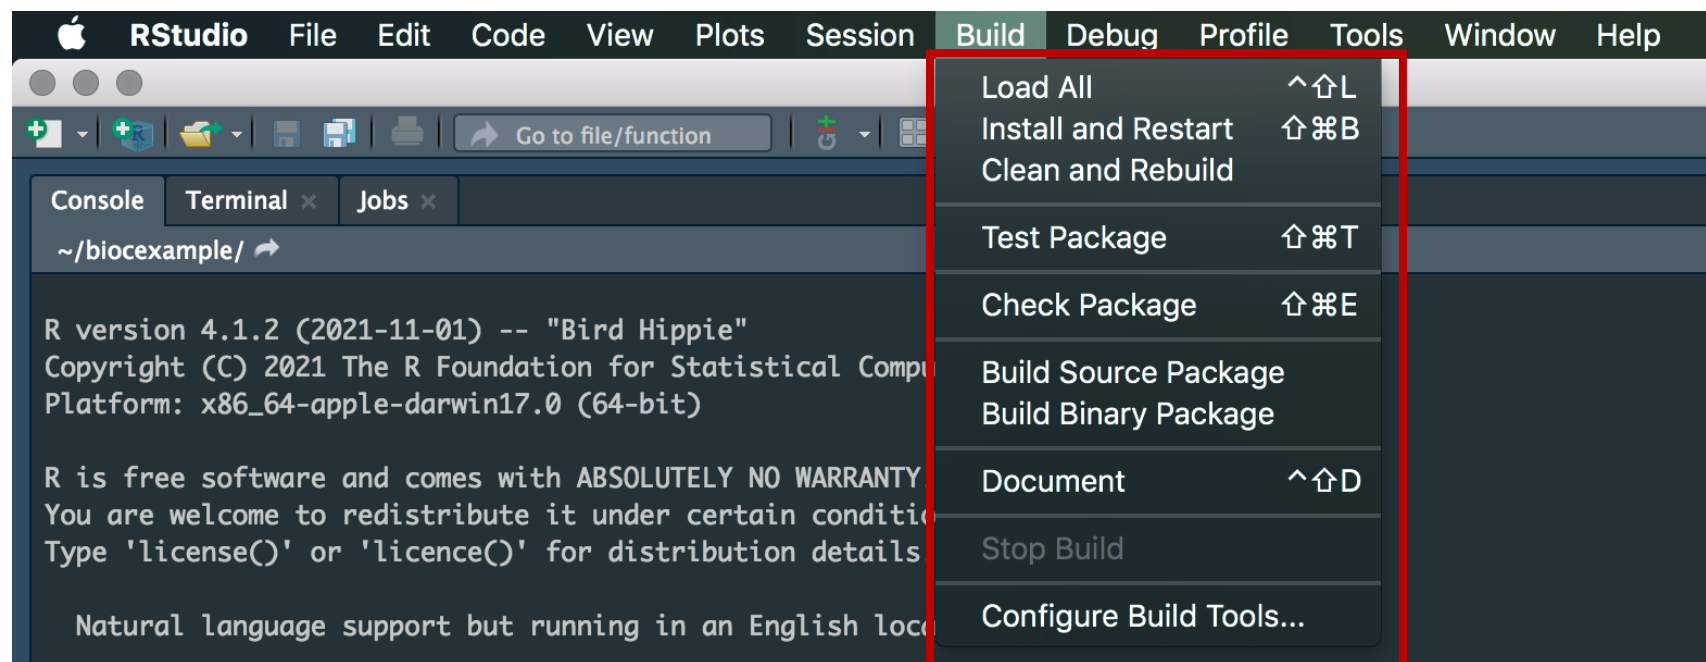 RStudio File Edit Code View Plots Session Build Debug Profile Tools Window Help
Load All ^⇧L
Install and Restart ⇧⌘B
Clean and Rebuild
Test Package ⇧⌘T
Check Package ⇧⌘E
Build Source Package
Build Binary Package
Document ^⇧D
Stop Build
Configure Build Tools...
Go to file/function
Git
Console Terminal × Jobs ×
~/biocexample/
R version 4.1.2 (2021-11-01) -- "Bird Hippie"
Copyright (C) 2021 The R Foundation for Statistical
Platform: x86_64-apple-darwin17.0 (64-bit)
R is free software and comes with ABSOLUTELY NO WARRANTY
You are welcome to redistribute it under certain
Type 'license()' or 'licence()' for distribution details
Natural language support but running in an English